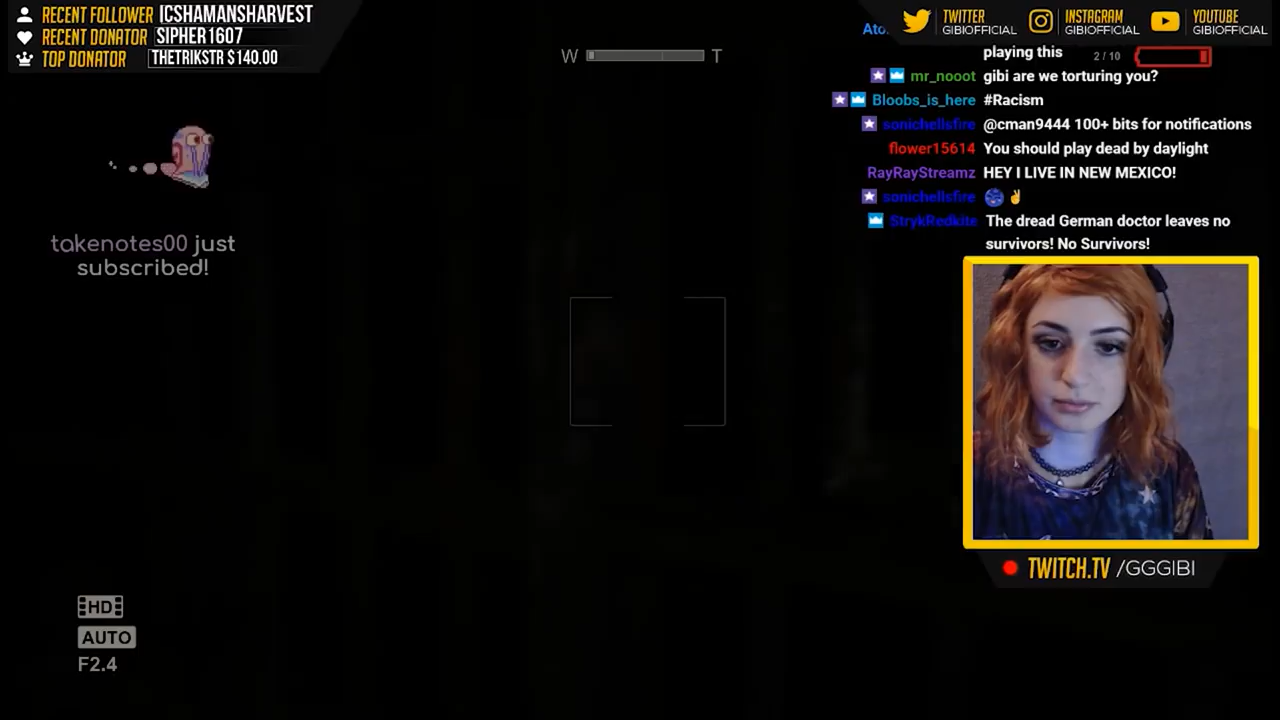 RECENT FOLLOWER [CSHAMANSHARVEST
RECENT DONATOR SIPHER1607
TOP DONATOR THETRIKSTR $140.00
W T
TWITTER
GIBIOFFICIAL
INSTAGRAM
GIBIOFFICIAL
YOUTUBE
GIBIOFFICIAL
playing this
2 / 10
mr_nooot gibi are we torturing you?
Bloobs_is_here #Racism
sonichellsfire @cman9444 100+ bits for notifications
flower15614 You should play dead by daylight
RayRayStreamz HEY I LIVE IN NEW MEXICO!
sonichellsfire
StrykRedkite The dread German doctor leaves no
survivors! No Survivors!
takenotes00 just
subscribed!
TWITCH.TV /GGGIBI
HD
AUTO
F2.4